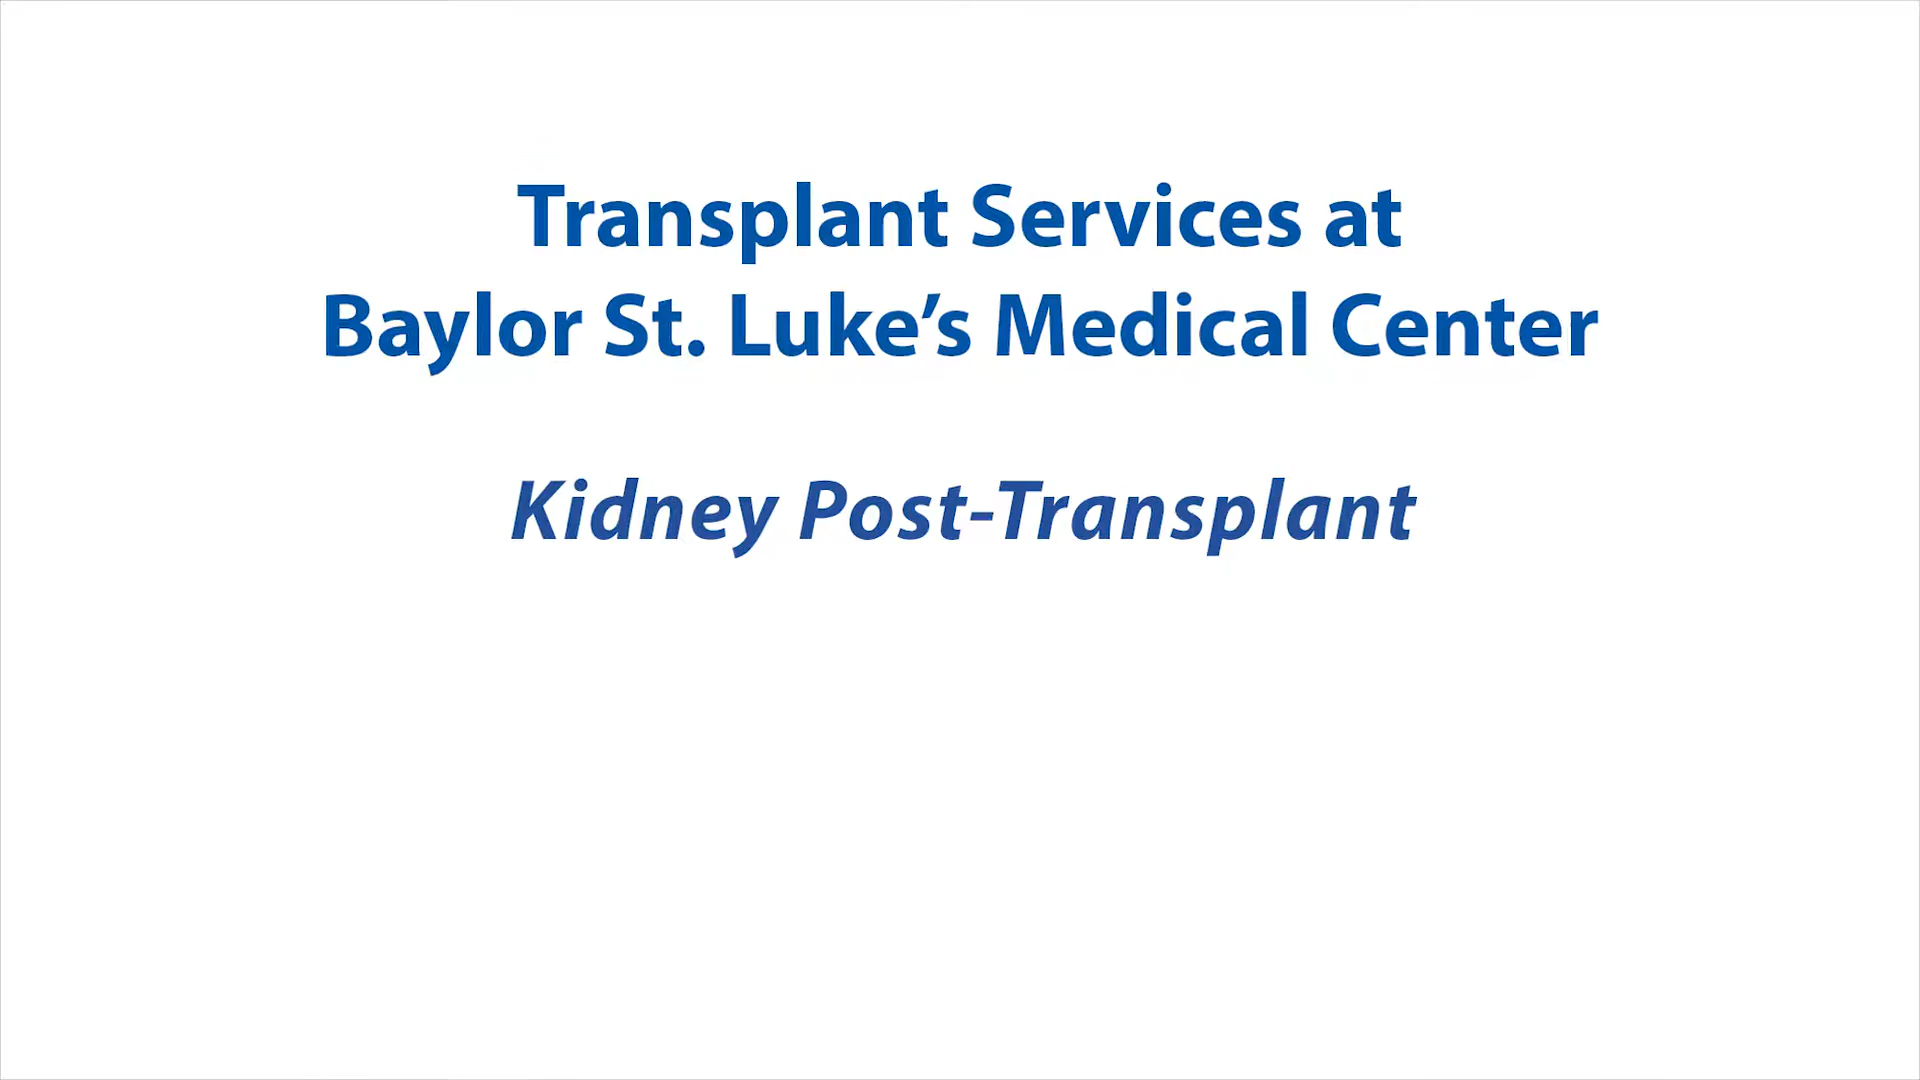 Transplant Services at
Baylor St. Luke’s Medical Center
Kidney Post-Transplant